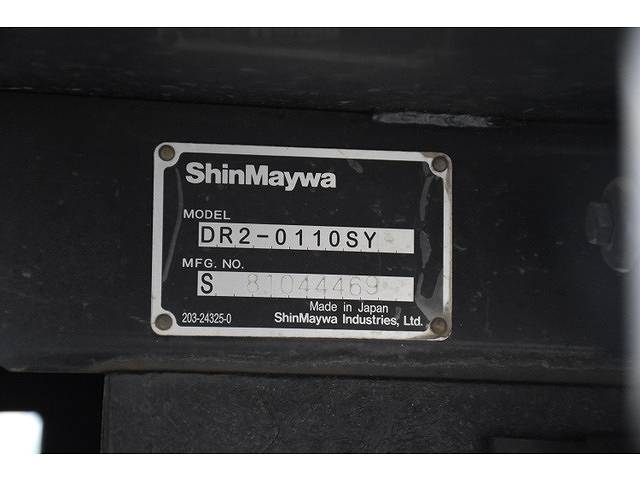 ShinMaywa
MODEL
DR2-0110SY
MFG. NO.
S 81044469
Made in Japan
203-24325-0 ShinMaywa Industries, Ltd.